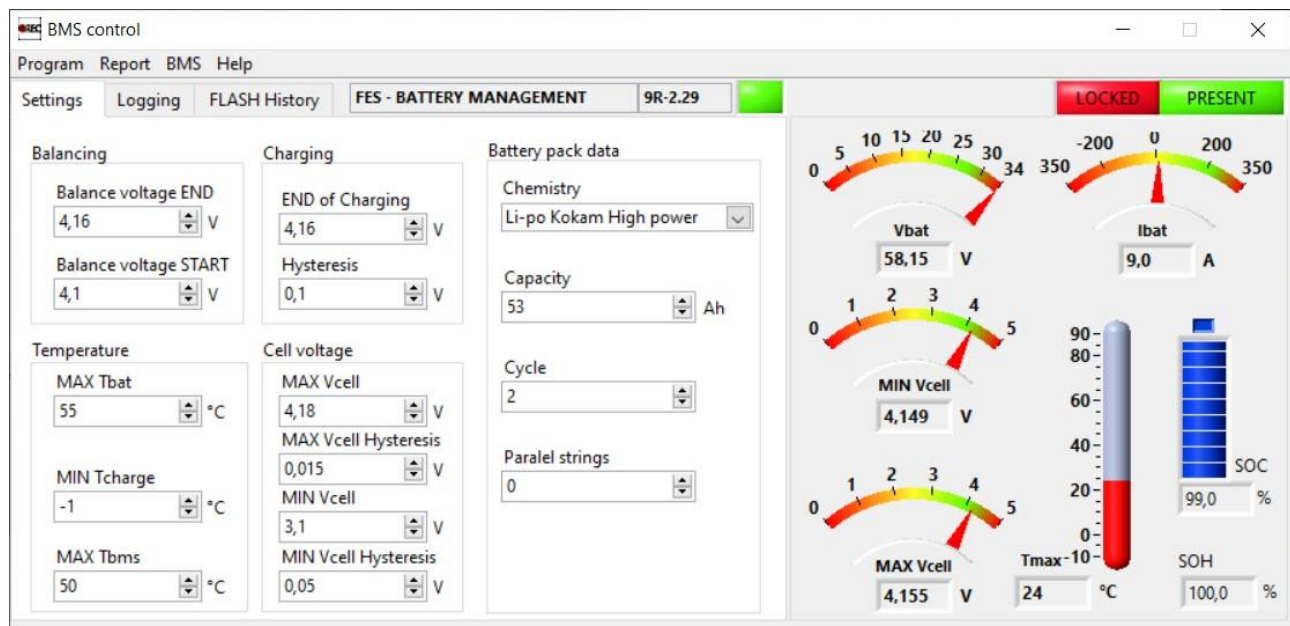 BMS control
Program Report BMS Help
Settings Logging FLASH History FES - BATTERY MANAGEMENT 9R-2.29 LOCKED PRESENT
Balancing
Balance voltage END
4,16 V
Balance voltage START
4,1 V
Charging
END of Charging
4,16 V
Hysteresis
0,1 V
Temperature
MAX Tbat
55 °C
MIN Tcharge
-1 °C
MAX Tbms
50 °C
Cell voltage
MAX Vcell
4,18 V
MAX Vcell Hysteresis
0,015 V
MIN Vcell
3,1 V
MIN Vcell Hysteresis
0,05 V
Battery pack data
Chemistry
Li-po Kokam High power
Capacity
53 Ah
Cycle
2
Paralel strings
0
0 5 10 15 20 25 30 34
Vbat
58,15 V
350 -200 0 200 350
Ibat
9,0 A
0 1 2 3 4 5
MIN Vcell
4,149 V
0 1 2 3 4 5
MAX Vcell
4,155 V
90
80
60
40
20
0
-10
Tmax
24 °C
SOC
99,0 %
SOH
100,0 %